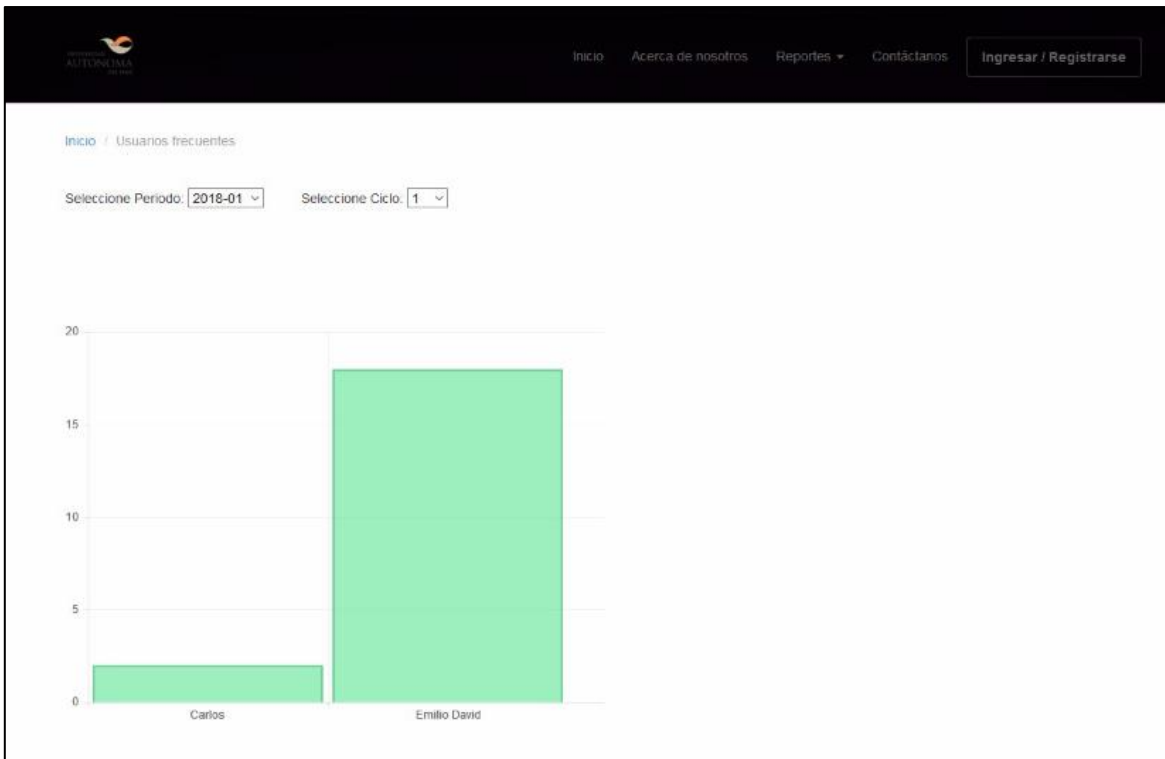 AUTONOMA
Inicio Acerca de nosotros Reportes Contáctanos Ingresar / Registrarse
Inicio / Usuarios frecuentes
Seleccione Periodo: 2018-01 Seleccione Ciclo: 1
20
15
10
5
0
Carlos Emilio David